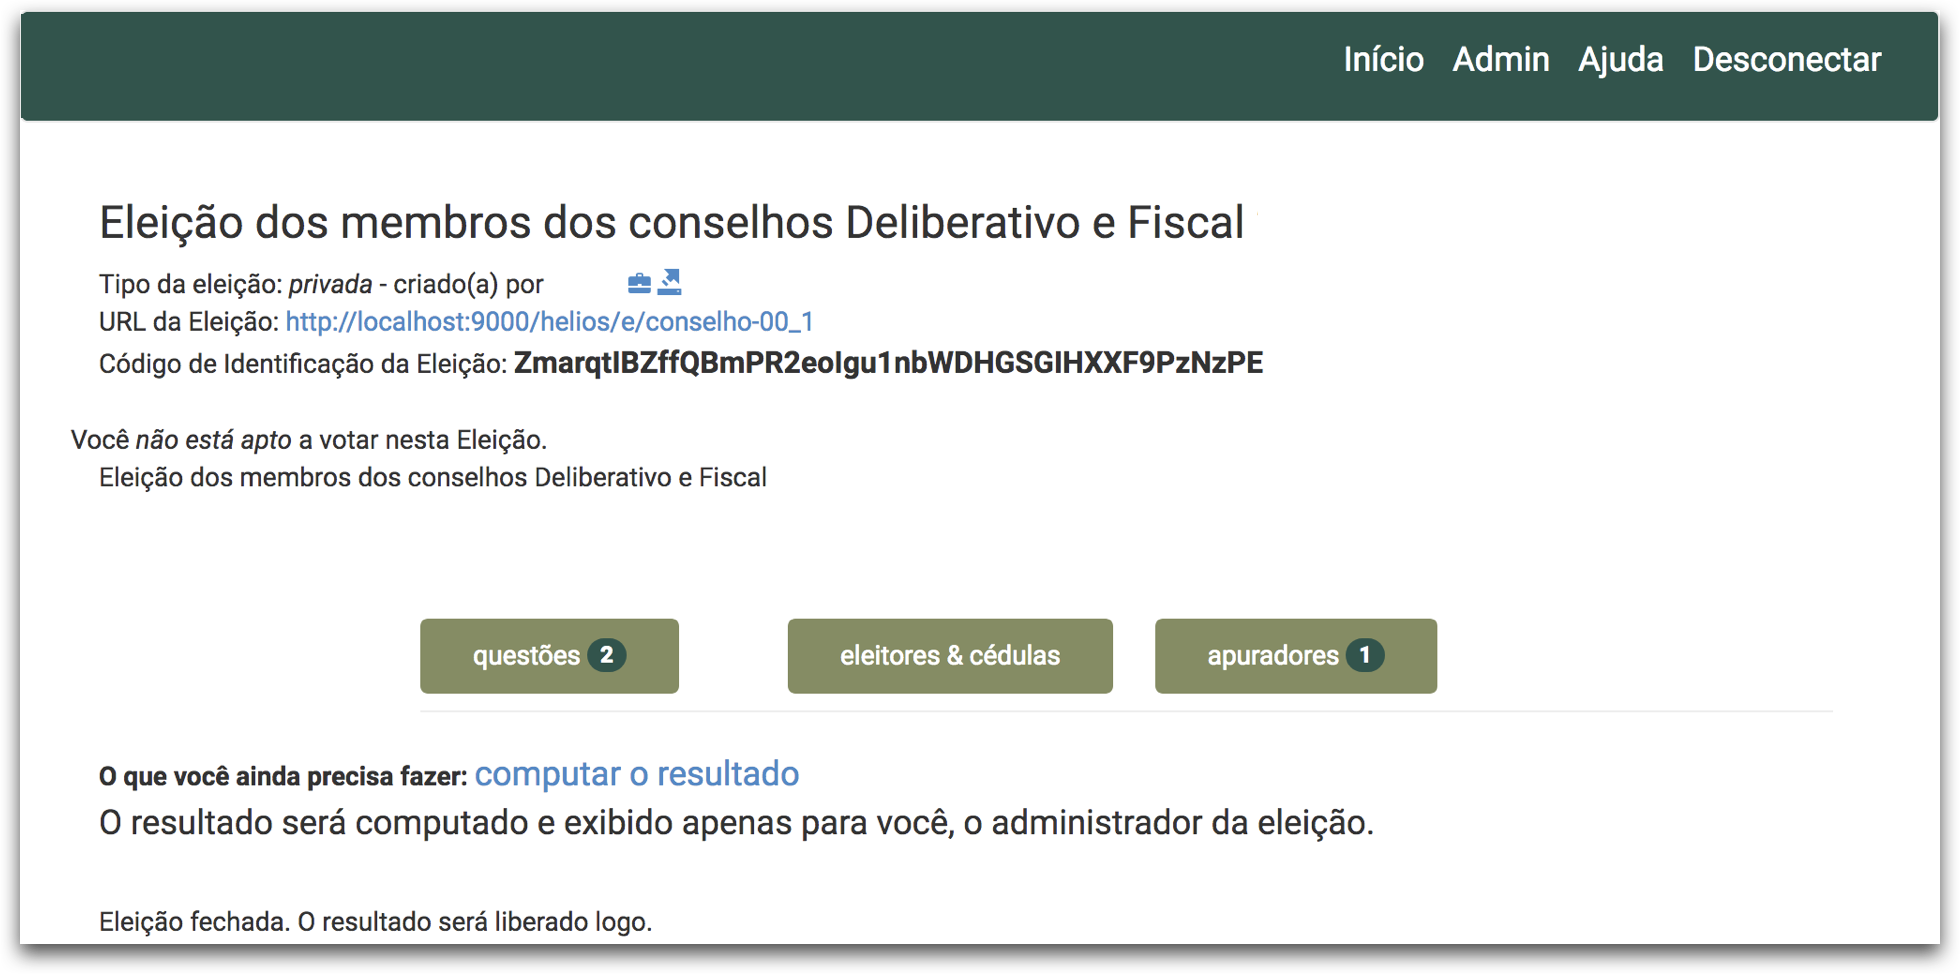 Início Admin Ajuda Desconectar
Eleição dos membros dos conselhos Deliberativo e Fiscal
Tipo da eleição: privada - criado(a) por
URL da Eleição: http://localhost:9000/helios/e/conselho-00_1
Código de Identificação da Eleição: ZmarqtIBZffQBmPR2eoIgu1nbWDHGSGIHXXF9PzNzPE
Você não está apto a votar nesta Eleição.
Eleição dos membros dos conselhos Deliberativo e Fiscal
questões 2 eleitores & cédulas apuradores 1
O que você ainda precisa fazer: computar o resultado
O resultado será computado e exibido apenas para você, o administrador da eleição.
Eleição fechada. O resultado será liberado logo.